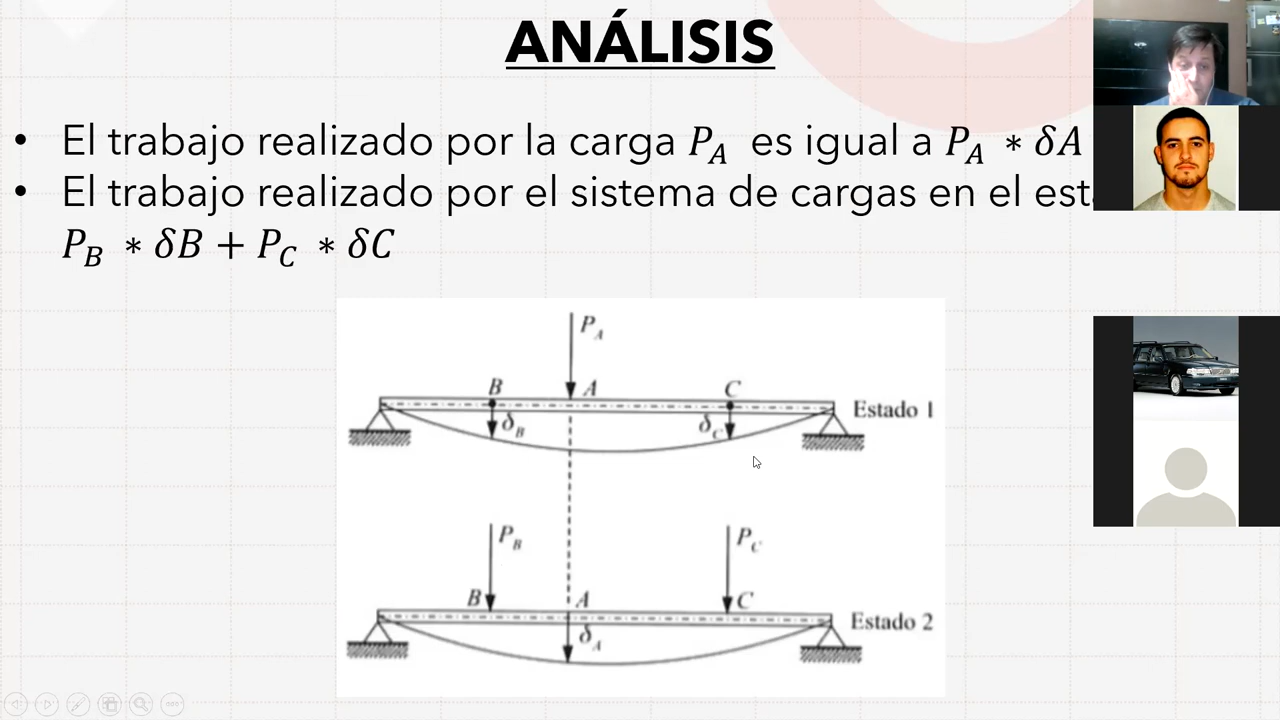 ANÁLISIS
• El trabajo realizado por la carga P_A es igual a P_A * δA
• El trabajo realizado por el sistema de cargas en el
P_B * δB + P_C * δC
P_A
B A C
δ_B δ_C
Estado 1
P_B P_C
B A C
δ_A
Estado 2